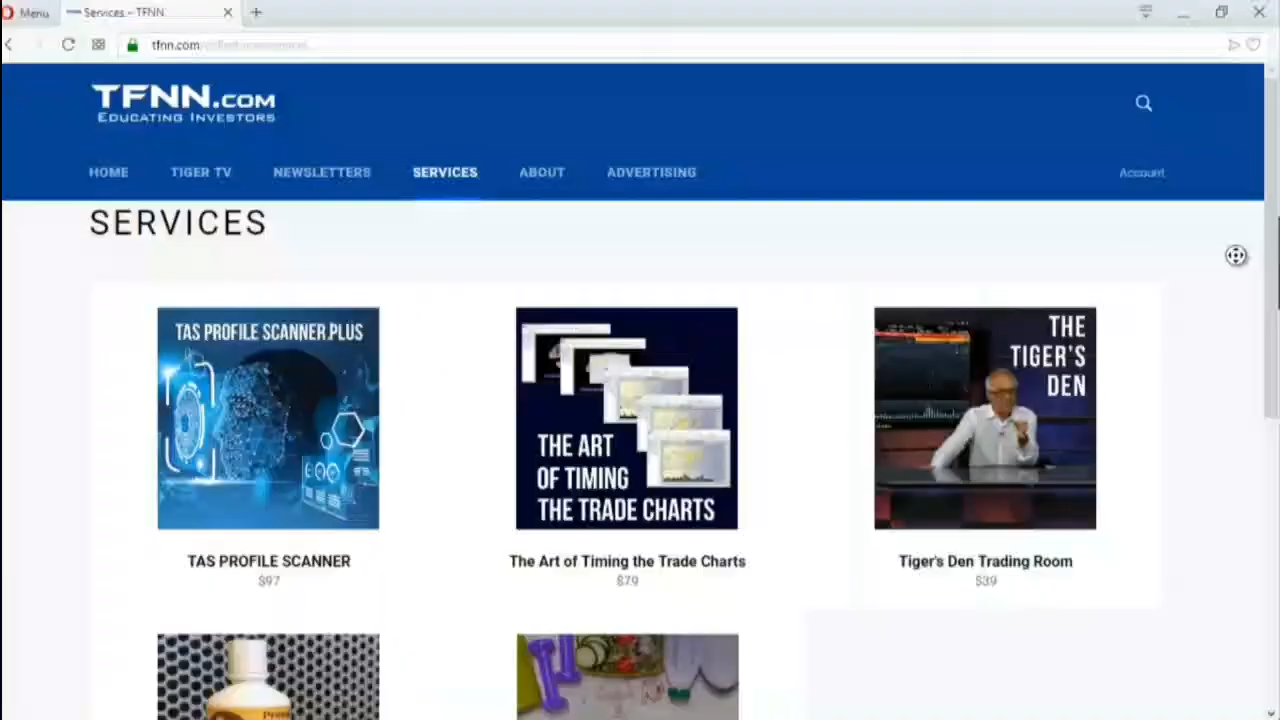 Menu
Services - TFNN
tfnn.com
TFNN.COM
EDUCATING INVESTORS
HOME
TIGER TV
NEWSLETTERS
SERVICES
ABOUT
ADVERTISING
Account
SERVICES
TAS PROFILE SCANNER PLUS
THE ART
OF TIMING
THE TRADE CHARTS
THE
TIGER'S
DEN
TAS PROFILE SCANNER
$97
The Art of Timing the Trade Charts
$79
Tiger's Den Trading Room
$39